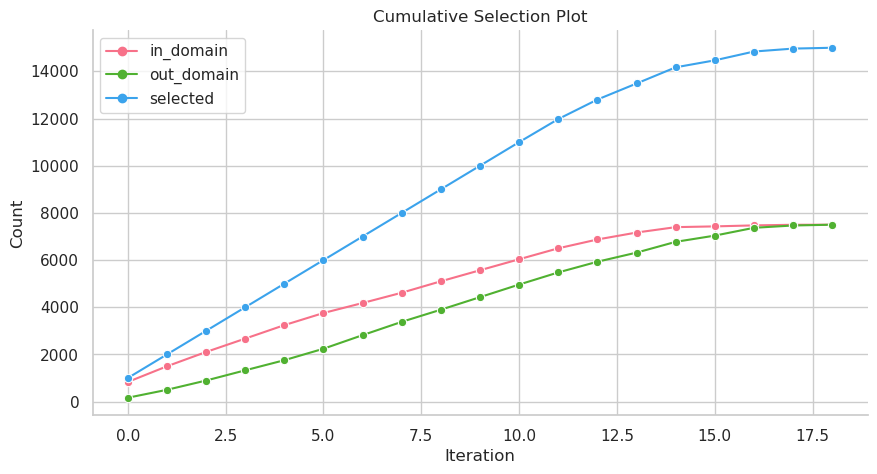 Cumulative Selection Plot
in_domain
out_domain
selected
14000
12000
10000
8000
6000
4000
2000
0
Count
0.0 2.5 5.0 7.5 10.0 12.5 15.0 17.5
Iteration